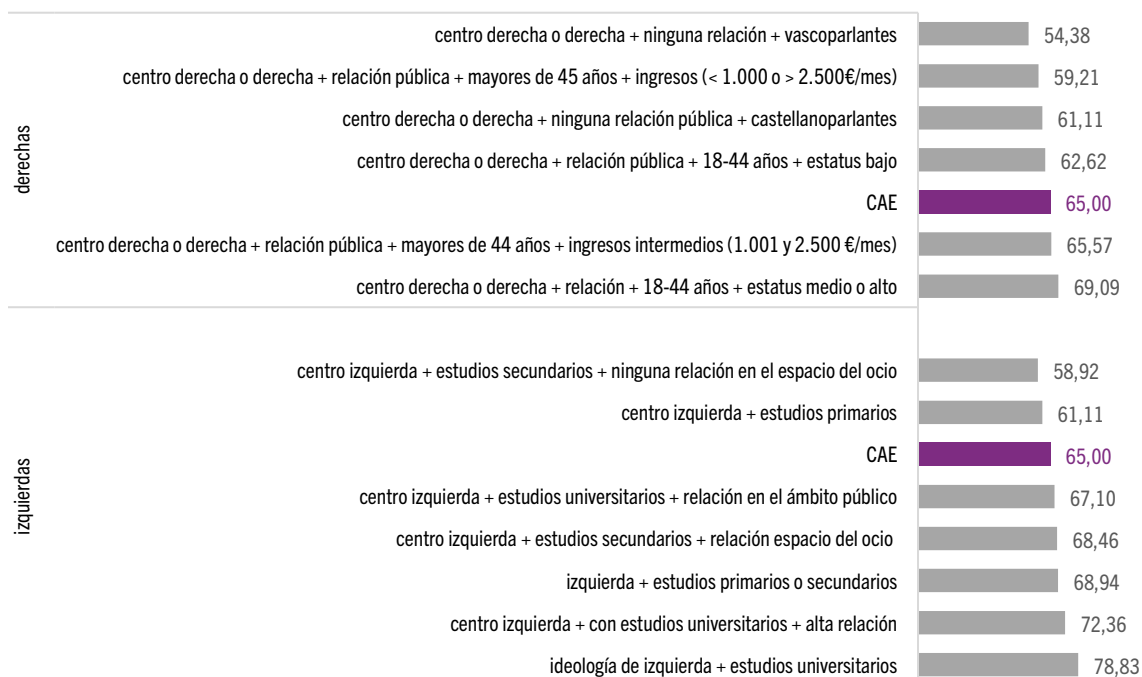 derechas
centro derecha o derecha + ninguna relación + vascoparlantes 54,38
centro derecha o derecha + relación pública + mayores de 45 años + ingresos (< 1.000 o > 2.500€/mes) 59,21
centro derecha o derecha + ninguna relación pública + castellanoparlantes 61,11
centro derecha o derecha + relación pública + 18-44 años + estatus bajo 62,62
CAE 65,00
centro derecha o derecha + relación pública + mayores de 44 años + ingresos intermedios (1.001 y 2.500 €/mes) 65,57
centro derecha o derecha + relación + 18-44 años + estatus medio o alto 69,09
izquierdas
centro izquierda + estudios secundarios + ninguna relación en el espacio del ocio 58,92
centro izquierda + estudios primarios 61,11
CAE 65,00
centro izquierda + estudios universitarios + relación en el ámbito público 67,10
centro izquierda + estudios secundarios + relación espacio del ocio 68,46
izquierda + estudios primarios o secundarios 68,94
centro izquierda + con estudios universitarios + alta relación 72,36
ideología de izquierda + estudios universitarios 78,83